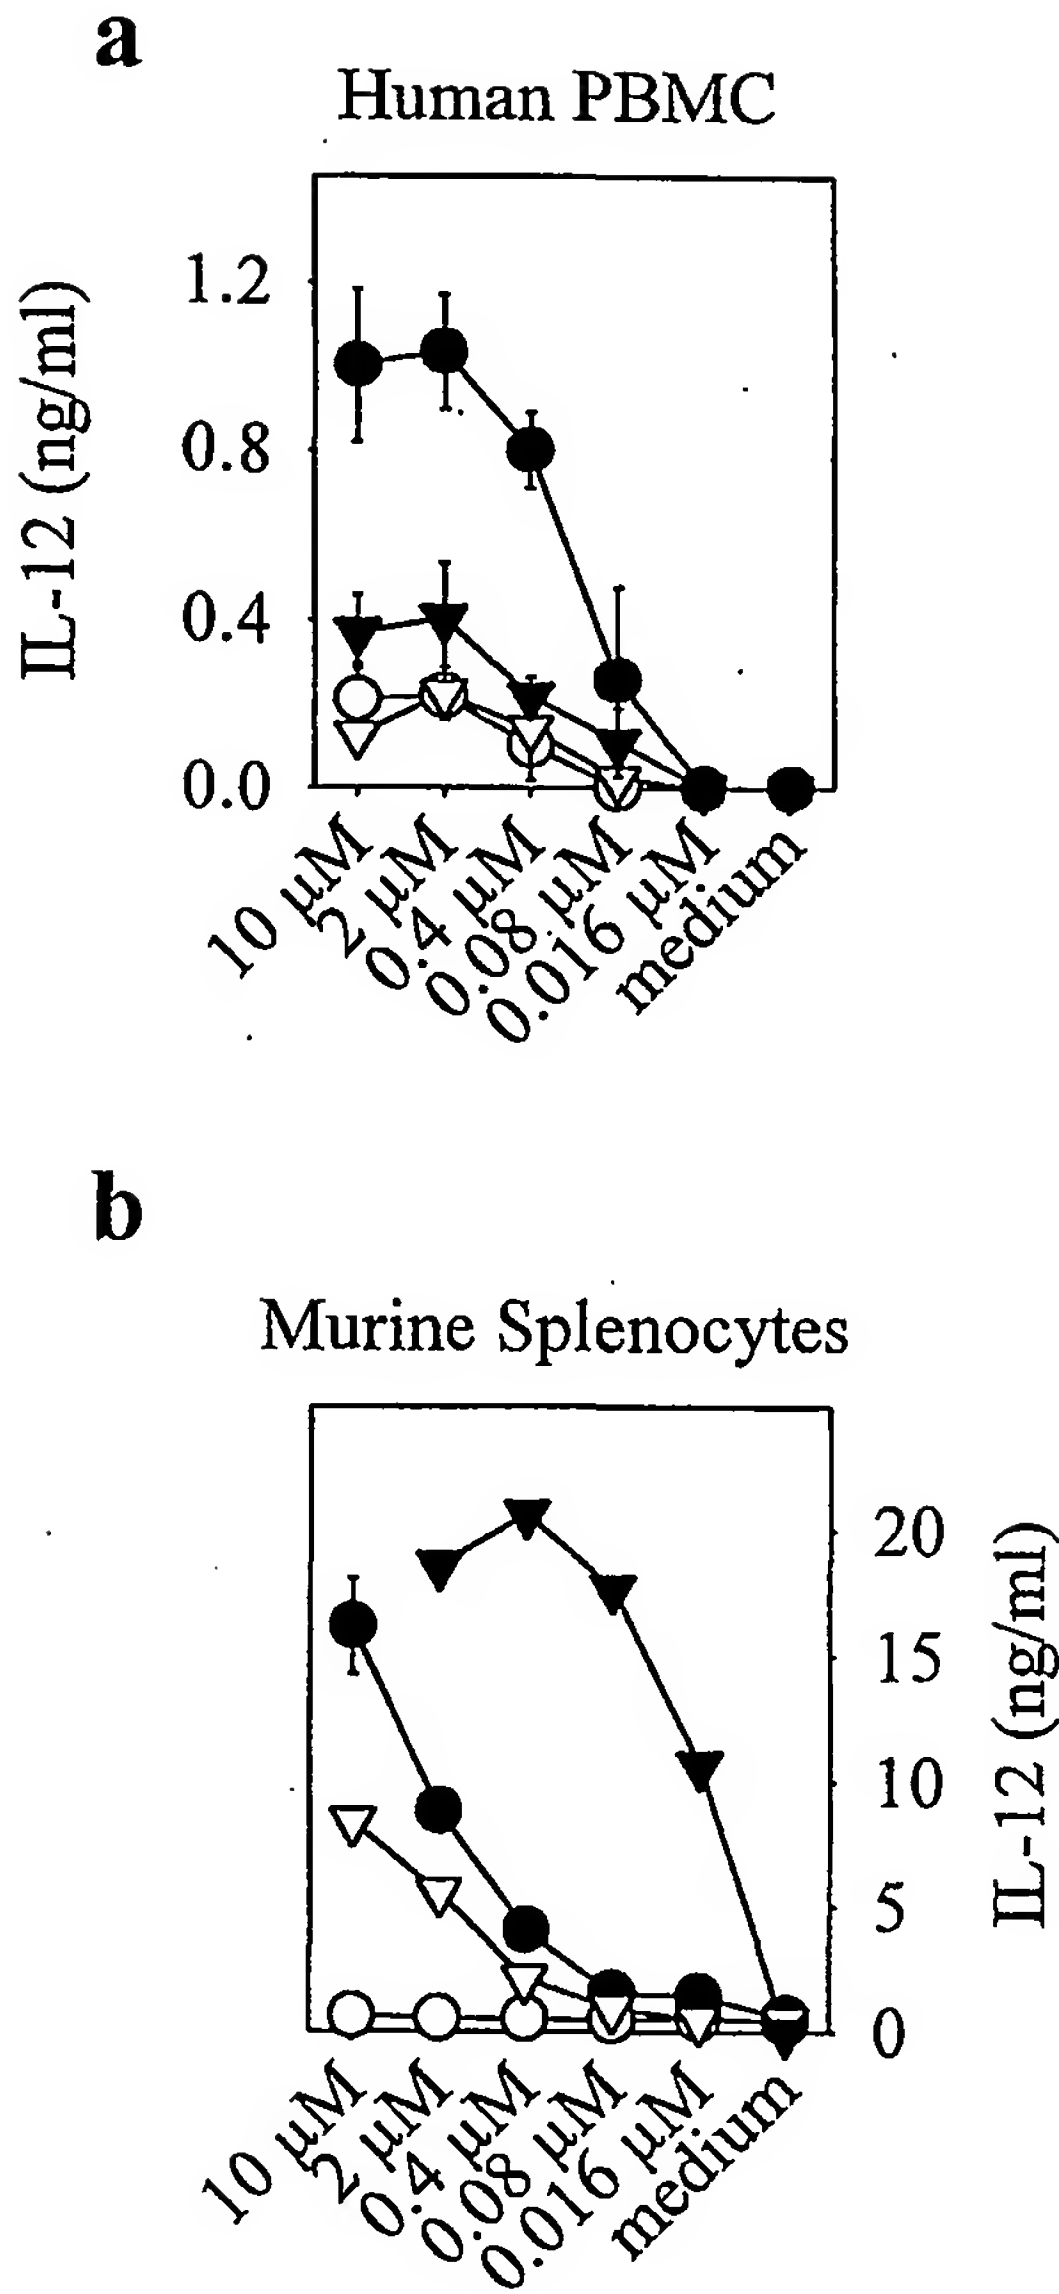 a
Human PBMC
IL-12 (ng/ml)
1.2
0.8
0.4
0.0
10 µM
2 µM
0.4 µM
0.08 µM
0.016 µM
medium
b
Murine Splenocytes
20
15
10
5
0
IL-12 (ng/ml)
10 µM
2 µM
0.4 µM
0.08 µM
0.016 µM
medium